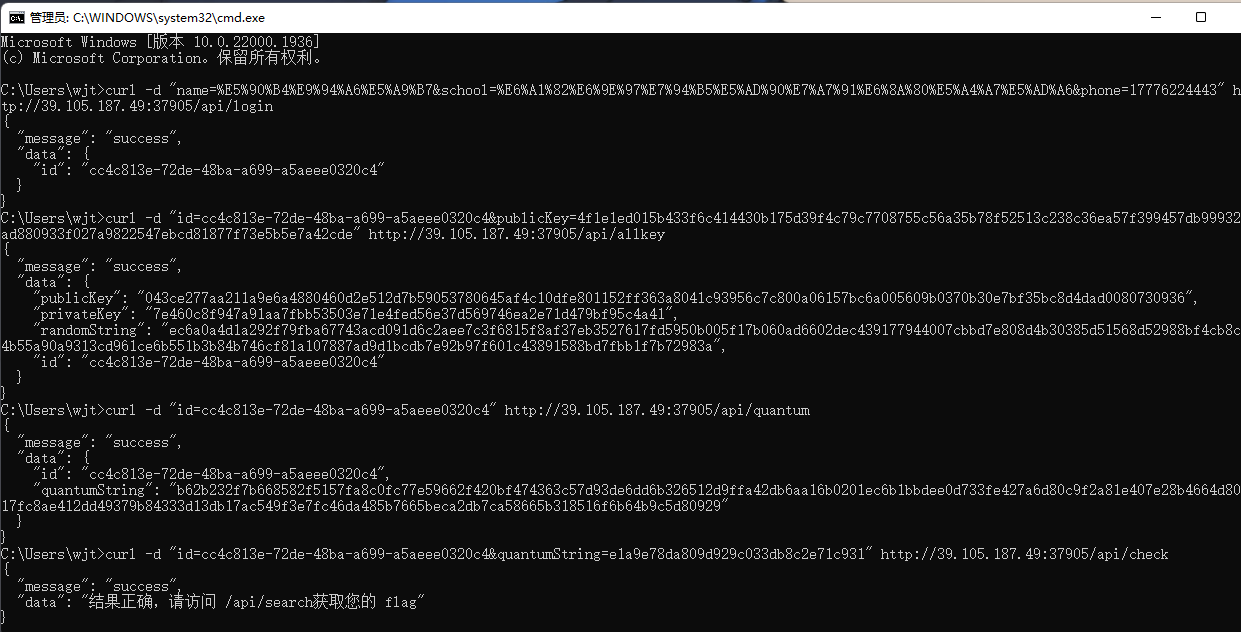 管理员: C:\WINDOWS\system32\cmd.exe
Microsoft Windows [版本 10.0.22000.1936]
(c) Microsoft Corporation。保留所有权利。
C:\Users\wjt>curl -d "name=%E5%90%B4%E9%94%A6%E5%A9%B7&school=%E6%A1%82%E6%9E%97%E7%94%B5%E5%AD%90%E7%A7%91%E6%8A%80%E5%A4%A7%E5%AD%A6&phone=17776224443" h
tp://39.105.187.49:37905/api/login
{
  "message": "success",
  "data": {
    "id": "cc4c813e-72de-48ba-a699-a5aeee0320c4"
  }
}
C:\Users\wjt>curl -d "id=cc4c813e-72de-48ba-a699-a5aeee0320c4&publicKey=4f1e1ed015b433f6c414430b175d39f4c79c7708755c56a35b78f52513c238c36ea57f399457db99932
ad880933f027a9822547ebcd81877f73e5b5e7a42cde" http://39.105.187.49:37905/api/allkey
{
  "message": "success",
  "data": {
    "publicKey": "043ce277aa211a9e6a4880460d2e512d7b59053780645af4c10dfe801152ff363a8041c93956c7c800a06157bc6a005609b0370b30e7bf35bc8d4dad0080730936",
    "privateKey": "7e460c8f947a91aa7fbb53503e71e4fed56e37d569746ea2e71d479bf95c4a41",
    "randomString": "ec6a0a4d1a292f79fba67743acd091d6c2aee7c3f6815f8af37eb3527617fd5950b005f17b060ad6602dec439177944007cbbd7e808d4b30385d51568d52988bf4cb8c
4b55a90a9313cd961ce6b551b3b84b746cf81a107887ad9d1bcdb7e92b97f601c43891588bd7fbb1f7b72983a",
    "id": "cc4c813e-72de-48ba-a699-a5aeee0320c4"
  }
}
C:\Users\wjt>curl -d "id=cc4c813e-72de-48ba-a699-a5aeee0320c4" http://39.105.187.49:37905/api/quantum
{
  "message": "success",
  "data": {
    "id": "cc4c813e-72de-48ba-a699-a5aeee0320c4",
    "quantumString": "b62b232f7b668582f5157fa8c0fc77e59662f420bf474363c57d93de6dd6b326512d9ffa42db6aa16b0201ec6b1bbdee0d733fe427a6d80c9f2a81e407e28b4664d80
17fc8ae412dd49379b84333d13db17ac549f3e7fc46da485b7665beca2db7ca58665b318516f6b64b9c5d80929"
  }
}
C:\Users\wjt>curl -d "id=cc4c813e-72de-48ba-a699-a5aeee0320c4&quantumString=e1a9e78da809d929c033db8c2e71c931" http://39.105.187.49:37905/api/check
{
  "message": "success",
  "data": "结果正确，请访问 /api/search获取您的 flag"
}